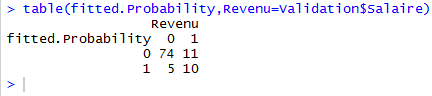 > table(fitted.Probability,Revenu=Validation$Salaire)
Revenu
fitted.Probability 0 1
0 74 11
1 5 10
>